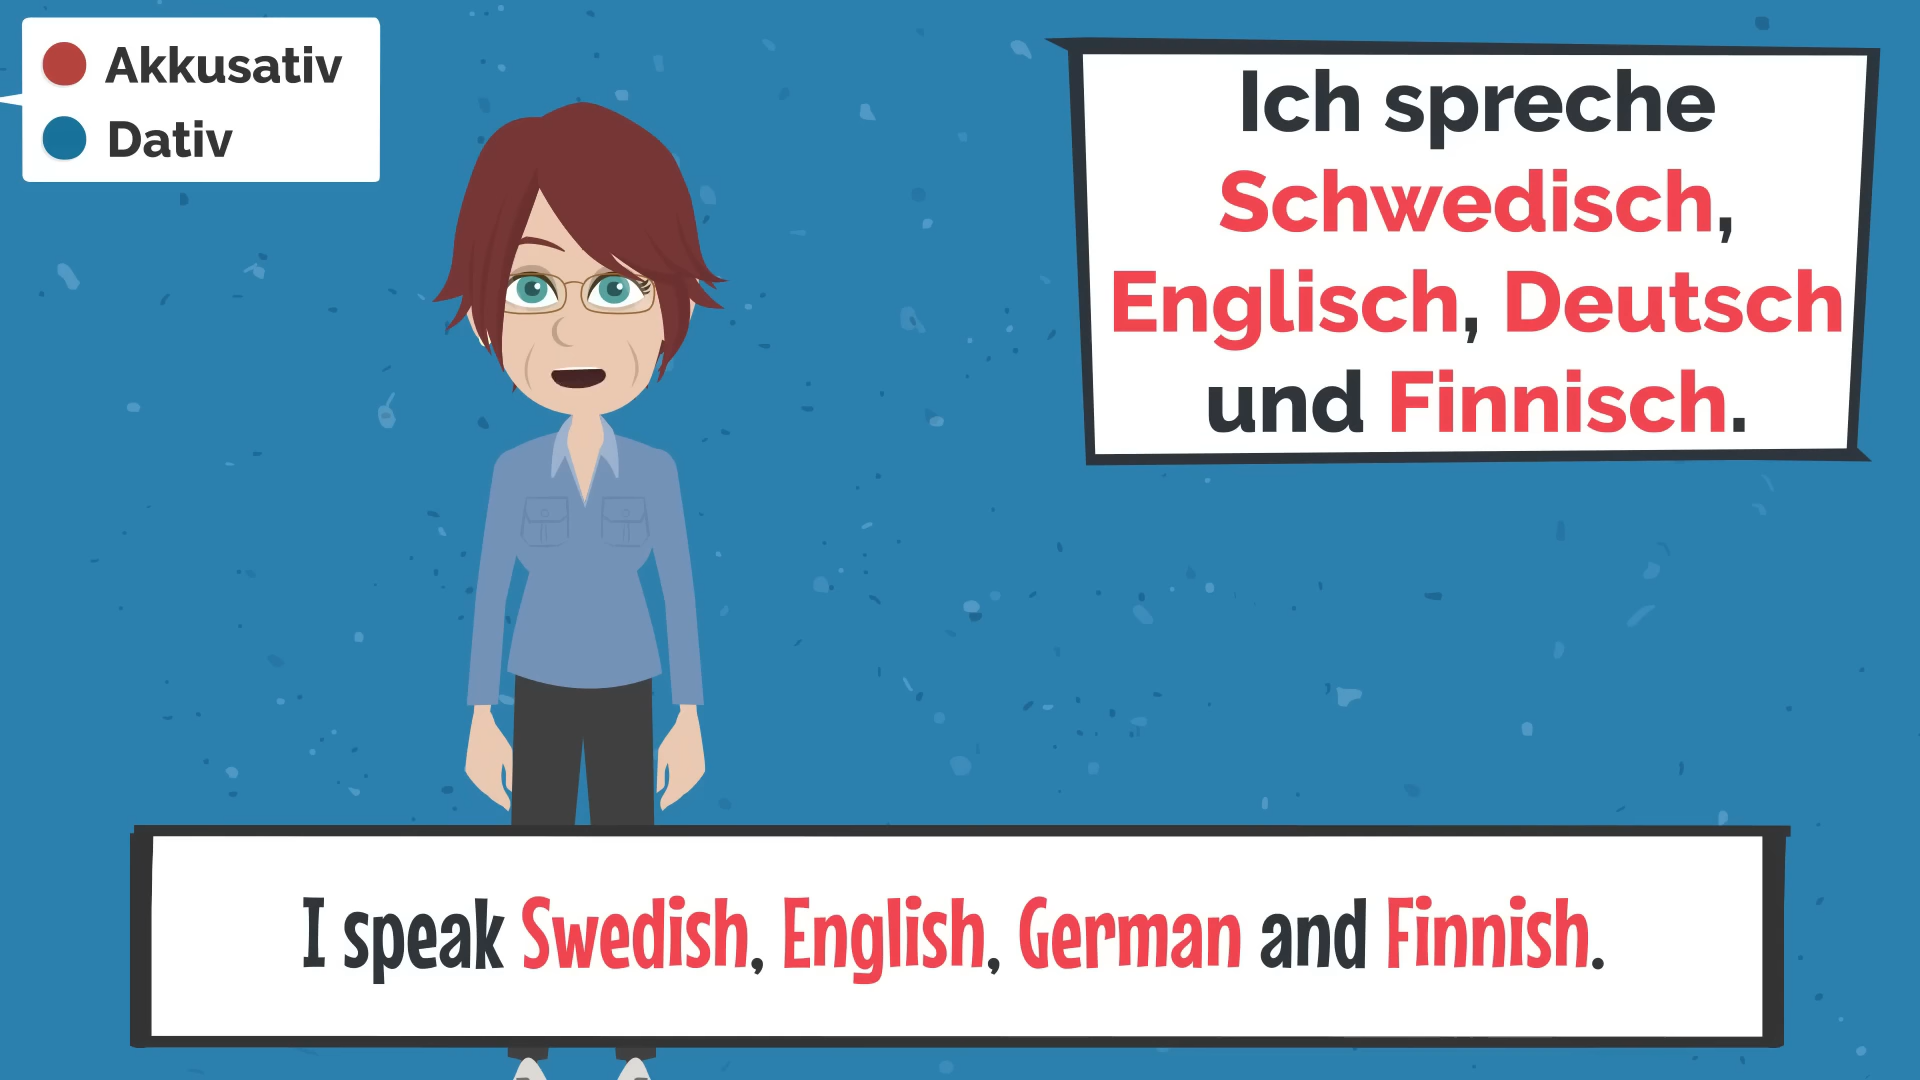 Akkusativ
Dativ
Ich spreche
Schwedisch,
Englisch, Deutsch
und Finnisch.
I speak Swedish, English, German and Finnish.